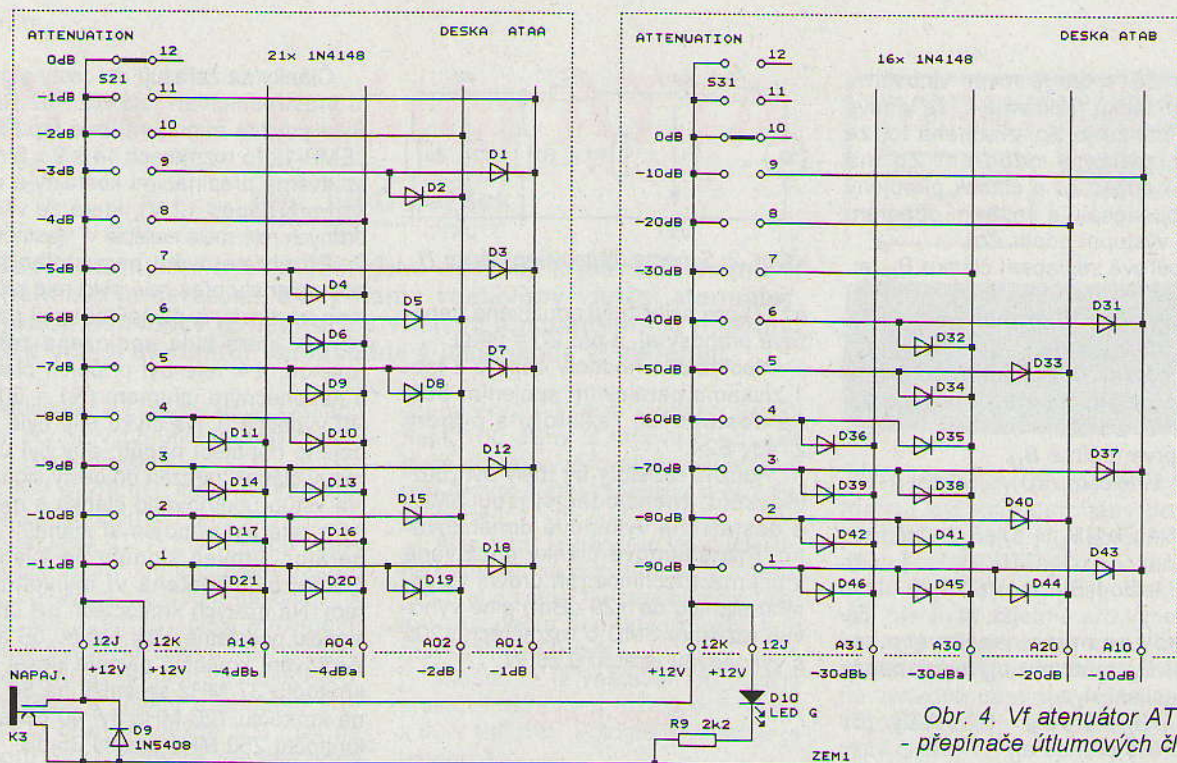 ATTENUATION
DESKA ATAA
21x 1N4148
0dB
12
S21
-1dB
11
-2dB
10
-3dB
9
D1
D2
-4dB
8
-5dB
7
D3
D4
-6dB
6
D5
D6
-7dB
5
D7
D9
D8
-8dB
4
D11
D10
-9dB
3
D12
D14
D13
-10dB
2
D15
D17
D16
-11dB
1
D18
D21
D20
D19
12J
12K
A14
A04
A02
A01
+12V
+12V
-4dBb
-4dBa
-2dB
-1dB
NAPAJ.
K3
D9
1N5408
ATTENUATION
DESKA ATAB
16x 1N4148
12
S31
11
0dB
10
-10dB
9
-20dB
8
-30dB
7
-40dB
6
D31
D32
-50dB
5
D33
D34
-60dB
4
D36
D35
-70dB
3
D37
D39
D38
-80dB
2
D40
D42
D41
-90dB
1
D43
D46
D45
D44
12K
12J
A31
A30
A20
A10
+12V
+12V
-30dBb
-30dBa
-20dB
-10dB
D10
LED G
R9 2k2
ZEM1
Obr. 4. Vf atenuátor AT
- přepínače útlumových čl